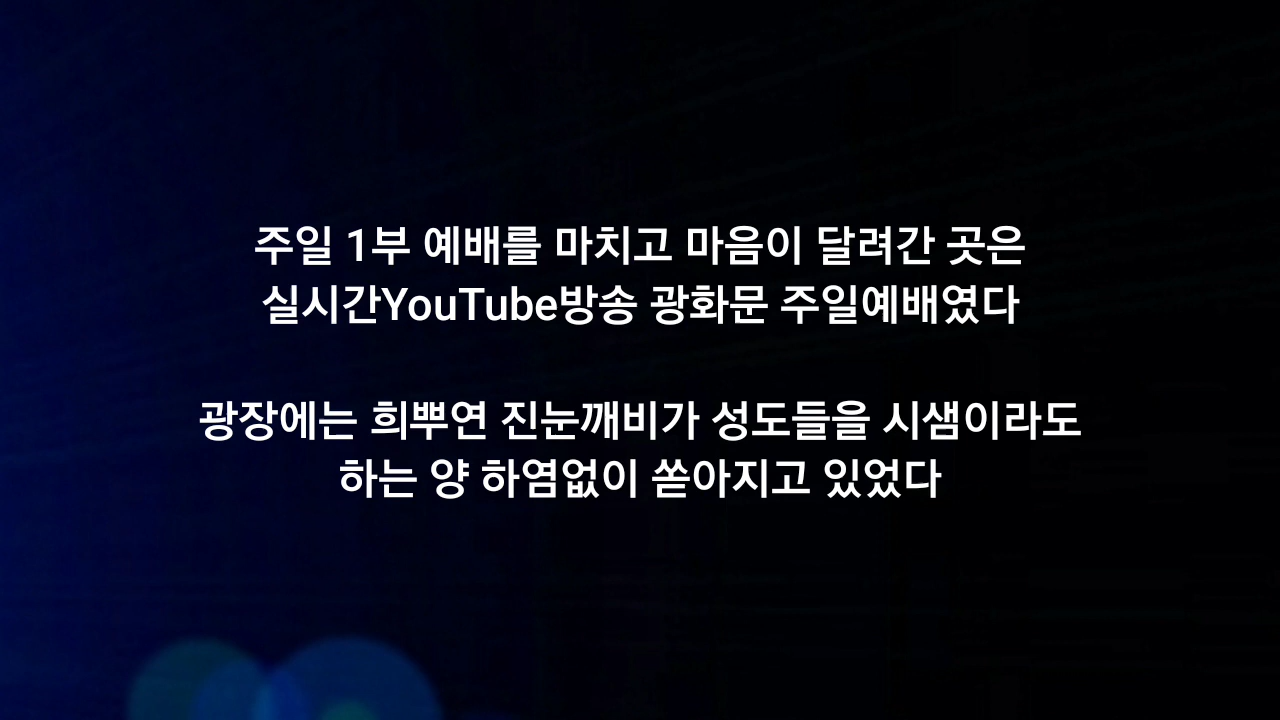 주일 1부 예배를 마치고 마음이 달려간 곳은
실시간YouTube방송 광화문 주일예배였다
광장에는 희뿌연 진눈깨비가 성도들을 시샘이라도
하는 양 하염없이 쏟아지고 있었다